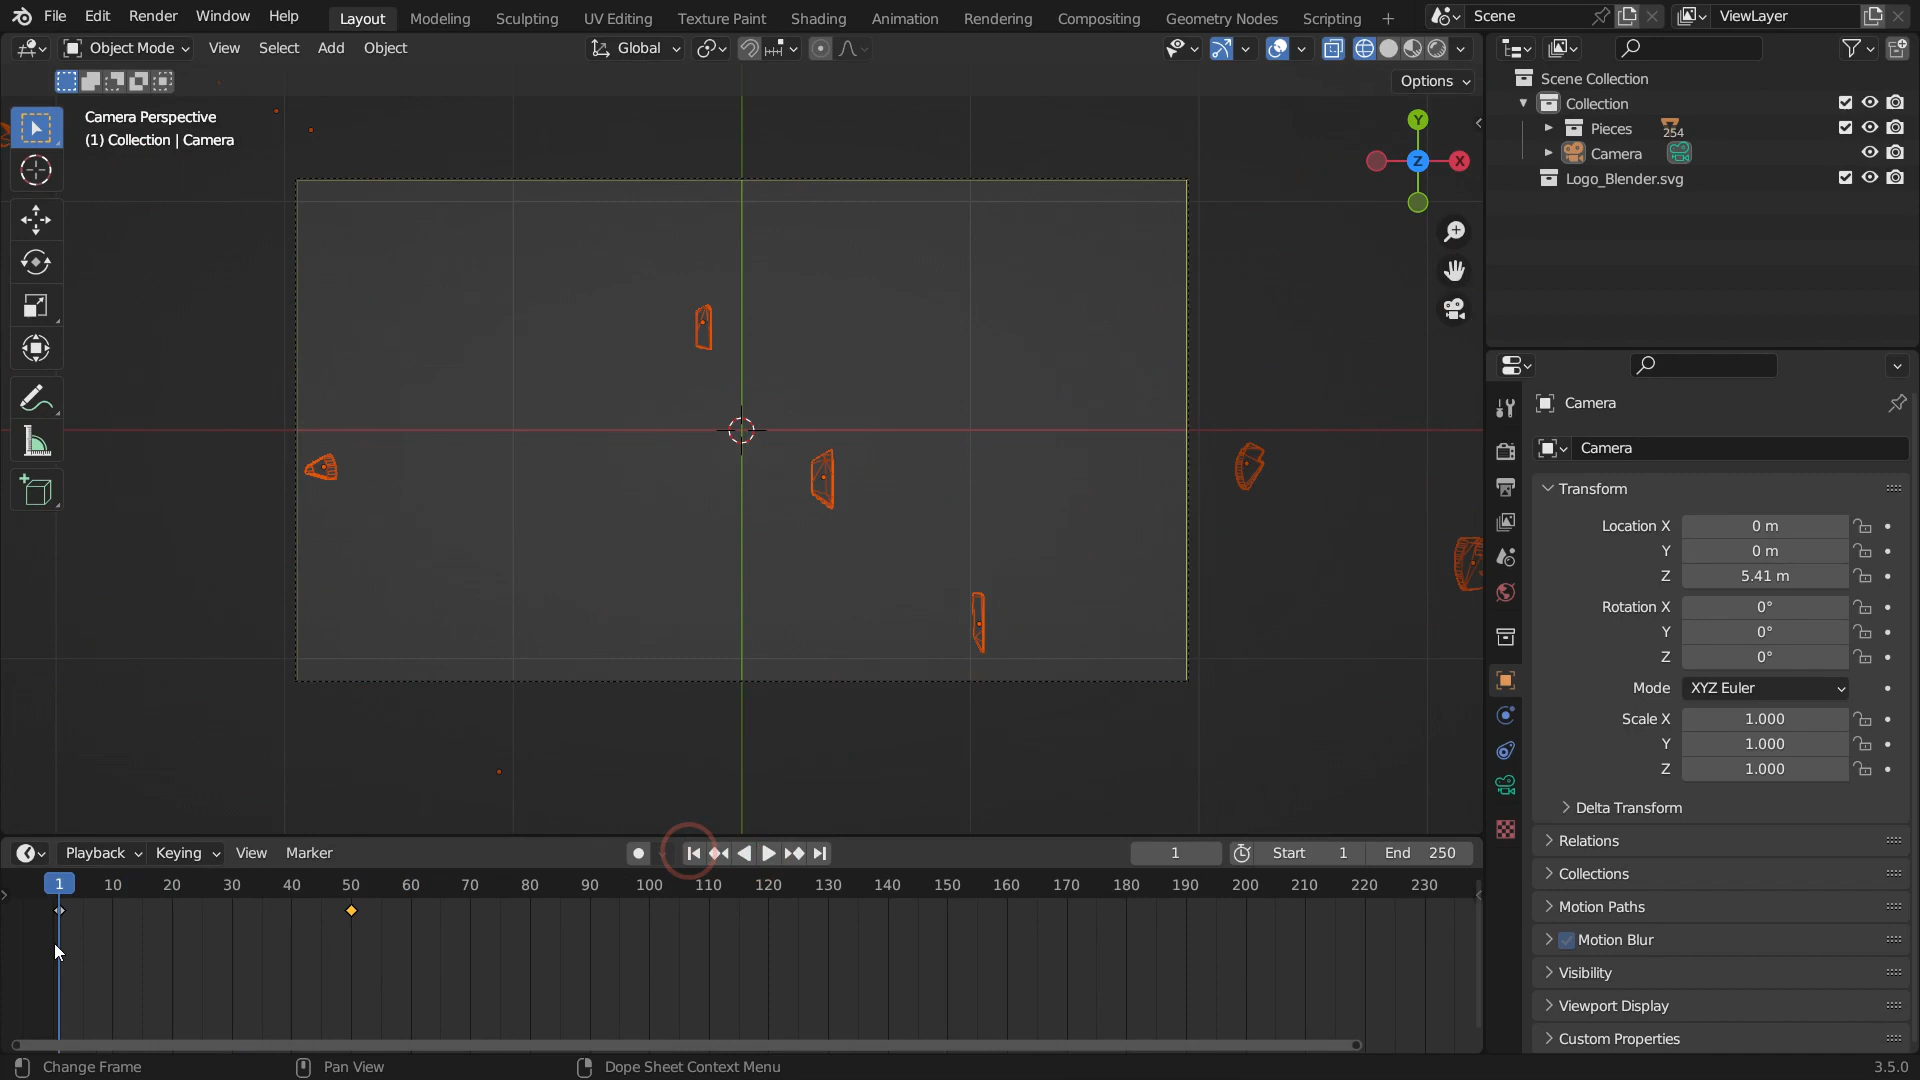 File Edit Render Window Help Layout Modeling Sculpting UV Editing Texture Paint Shading Animation Rendering Compositing Geometry Nodes Scripting + Scene ViewLayer
Object Mode View Select Add Object Global
Options
Camera Perspective
(1) Collection | Camera
Y
Z
X
Scene Collection
Collection
Pieces 254
Camera
Logo_Blender.svg
Camera
Camera
Transform
Location X 0 m
Y 0 m
Z 5.41 m
Rotation X 0°
Y 0°
Z 0°
Mode XYZ Euler
Scale X 1.000
Y 1.000
Z 1.000
Delta Transform
Relations
Collections
Motion Paths
Motion Blur
Visibility
Viewport Display
Custom Properties
Playback Keying View Marker 1 Start 1 End 250
1 10 20 30 40 50 60 70 80 90 100 110 120 130 140 150 160 170 180 190 200 210 220 230
Change Frame Pan View Dope Sheet Context Menu 3.5.0